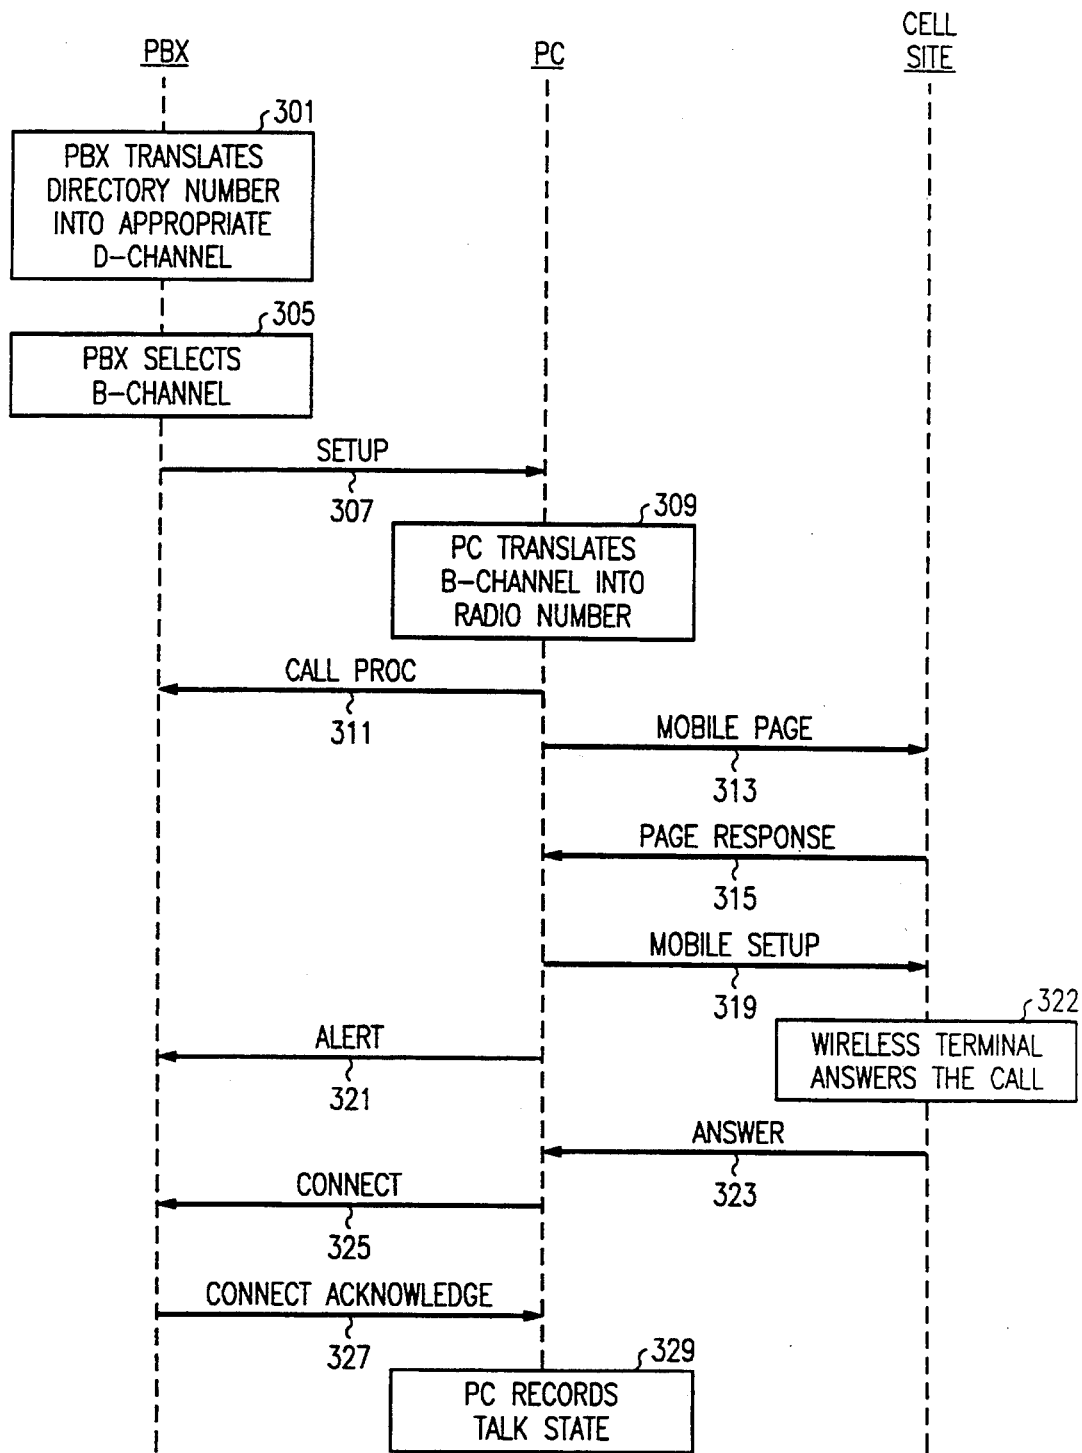 PBX
PC
CELL
SITE
301
PBX TRANSLATES
DIRECTORY NUMBER
INTO APPROPRIATE
D-CHANNEL
305
PBX SELECTS
B-CHANNEL
SETUP
307
309
PC TRANSLATES
B-CHANNEL INTO
RADIO NUMBER
CALL PROC
311
MOBILE PAGE
313
PAGE RESPONSE
315
MOBILE SETUP
319
322
WIRELESS TERMINAL
ANSWERS THE CALL
ALERT
321
ANSWER
323
CONNECT
325
CONNECT ACKNOWLEDGE
327
329
PC RECORDS
TALK STATE